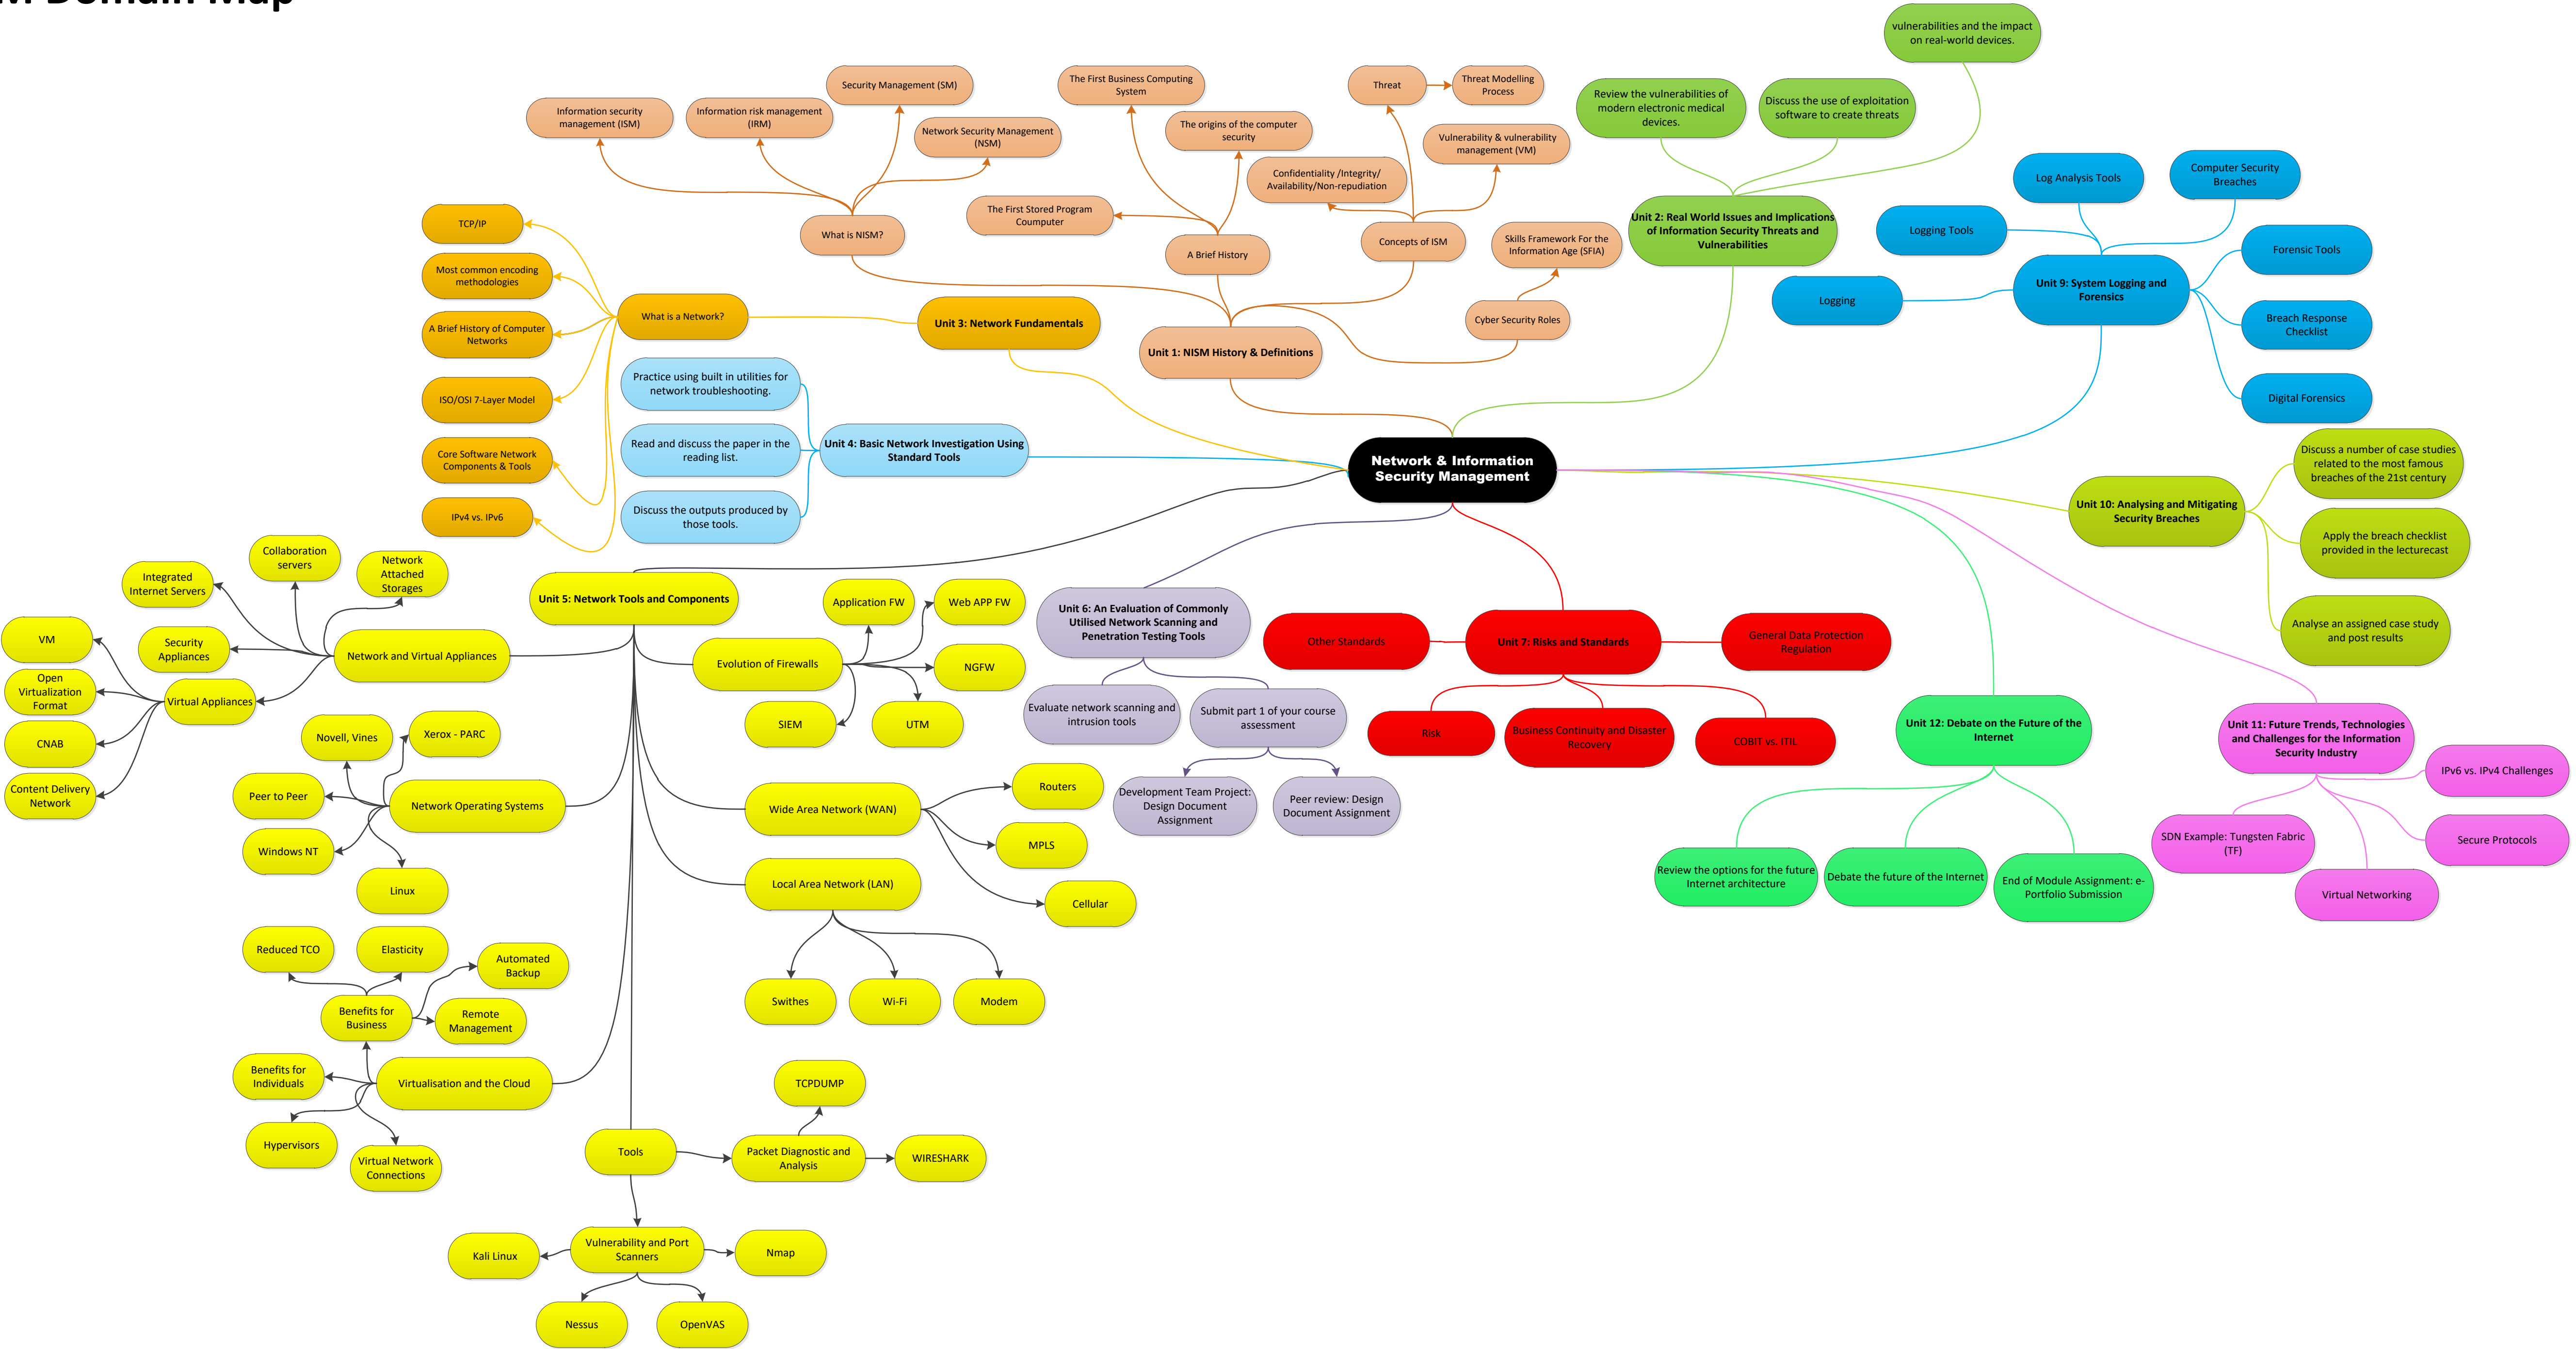 M Domain Map
vulnerabilities and the impact
on real-world devices.
Security Management (SM)
The First Business Computing
System
Threat
Threat Modelling
Process
Information security
management (ISM)
Information risk management
(IRM)
Network Security Management
(NSM)
The origins of the computer
security
Vulnerability & vulnerability
management (VM)
Confidentiality /Integrity/
Availability/Non-repudiation
The First Stored Program
Coumputer
What is NISM?
A Brief History
Concepts of ISM
Skills Framework For the
Information Age (SFIA)
Cyber Security Roles
Unit 1: NISM History & Definitions
Review the vulnerabilities of
modern electronic medical
devices.
Discuss the use of exploitation
software to create threats
Unit 2: Real World Issues and Implications
of Information Security Threats and
Vulnerabilities
Log Analysis Tools
Computer Security
Breaches
Logging Tools
Forensic Tools
Logging
Unit 9: System Logging and
Forensics
Breach Response
Checklist
Digital Forensics
TCP/IP
Most common encoding
methodologies
A Brief History of Computer
Networks
ISO/OSI 7-Layer Model
Core Software Network
Components & Tools
IPv4 vs. IPv6
What is a Network?
Unit 3: Network Fundamentals
Practice using built in utilities for
network troubleshooting.
Read and discuss the paper in the
reading list.
Discuss the outputs produced by
those tools.
Unit 4: Basic Network Investigation Using
Standard Tools
Network & Information
Security Management
Discuss a number of case studies
related to the most famous
breaches of the 21st century
Unit 10: Analysing and Mitigating
Security Breaches
Apply the breach checklist
provided in the lecturecast
Analyse an assigned case study
and post results
Collaboration
servers
Network
Attached
Storages
Integrated
Internet Servers
Security
Appliances
VM
Open
Virtualization
Format
CNAB
Content Delivery
Network
Virtual Appliances
Network and Virtual Appliances
Unit 5: Network Tools and Components
Application FW
Web APP FW
Evolution of Firewalls
NGFW
SIEM
UTM
Novell, Vines
Xerox - PARC
Peer to Peer
Network Operating Systems
Windows NT
Linux
Wide Area Network (WAN)
Routers
MPLS
Cellular
Local Area Network (LAN)
Swithes
Wi-Fi
Modem
Reduced TCO
Elasticity
Automated
Backup
Benefits for
Business
Remote
Management
Benefits for
Individuals
Virtualisation and the Cloud
Hypervisors
Virtual Network
Connections
TCPDUMP
Tools
Packet Diagnostic and
Analysis
WIRESHARK
Kali Linux
Vulnerability and Port
Scanners
Nmap
Nessus
OpenVAS
Unit 6: An Evaluation of Commonly
Utilised Network Scanning and
Penetration Testing Tools
Evaluate network scanning and
intrusion tools
Submit part 1 of your course
assessment
Development Team Project:
Design Document
Assignment
Peer review: Design
Document Assignment
Other Standards
Unit 7: Risks and Standards
General Data Protection
Regulation
Risk
Business Continuity and Disaster
Recovery
COBIT vs. ITIL
Unit 12: Debate on the Future of the
Internet
Review the options for the future
Internet architecture
Debate the future of the Internet
End of Module Assignment: e-
Portfolio Submission
Unit 11: Future Trends, Technologies
and Challenges for the Information
Security Industry
IPv6 vs. IPv4 Challenges
SDN Example: Tungsten Fabric
(TF)
Secure Protocols
Virtual Networking